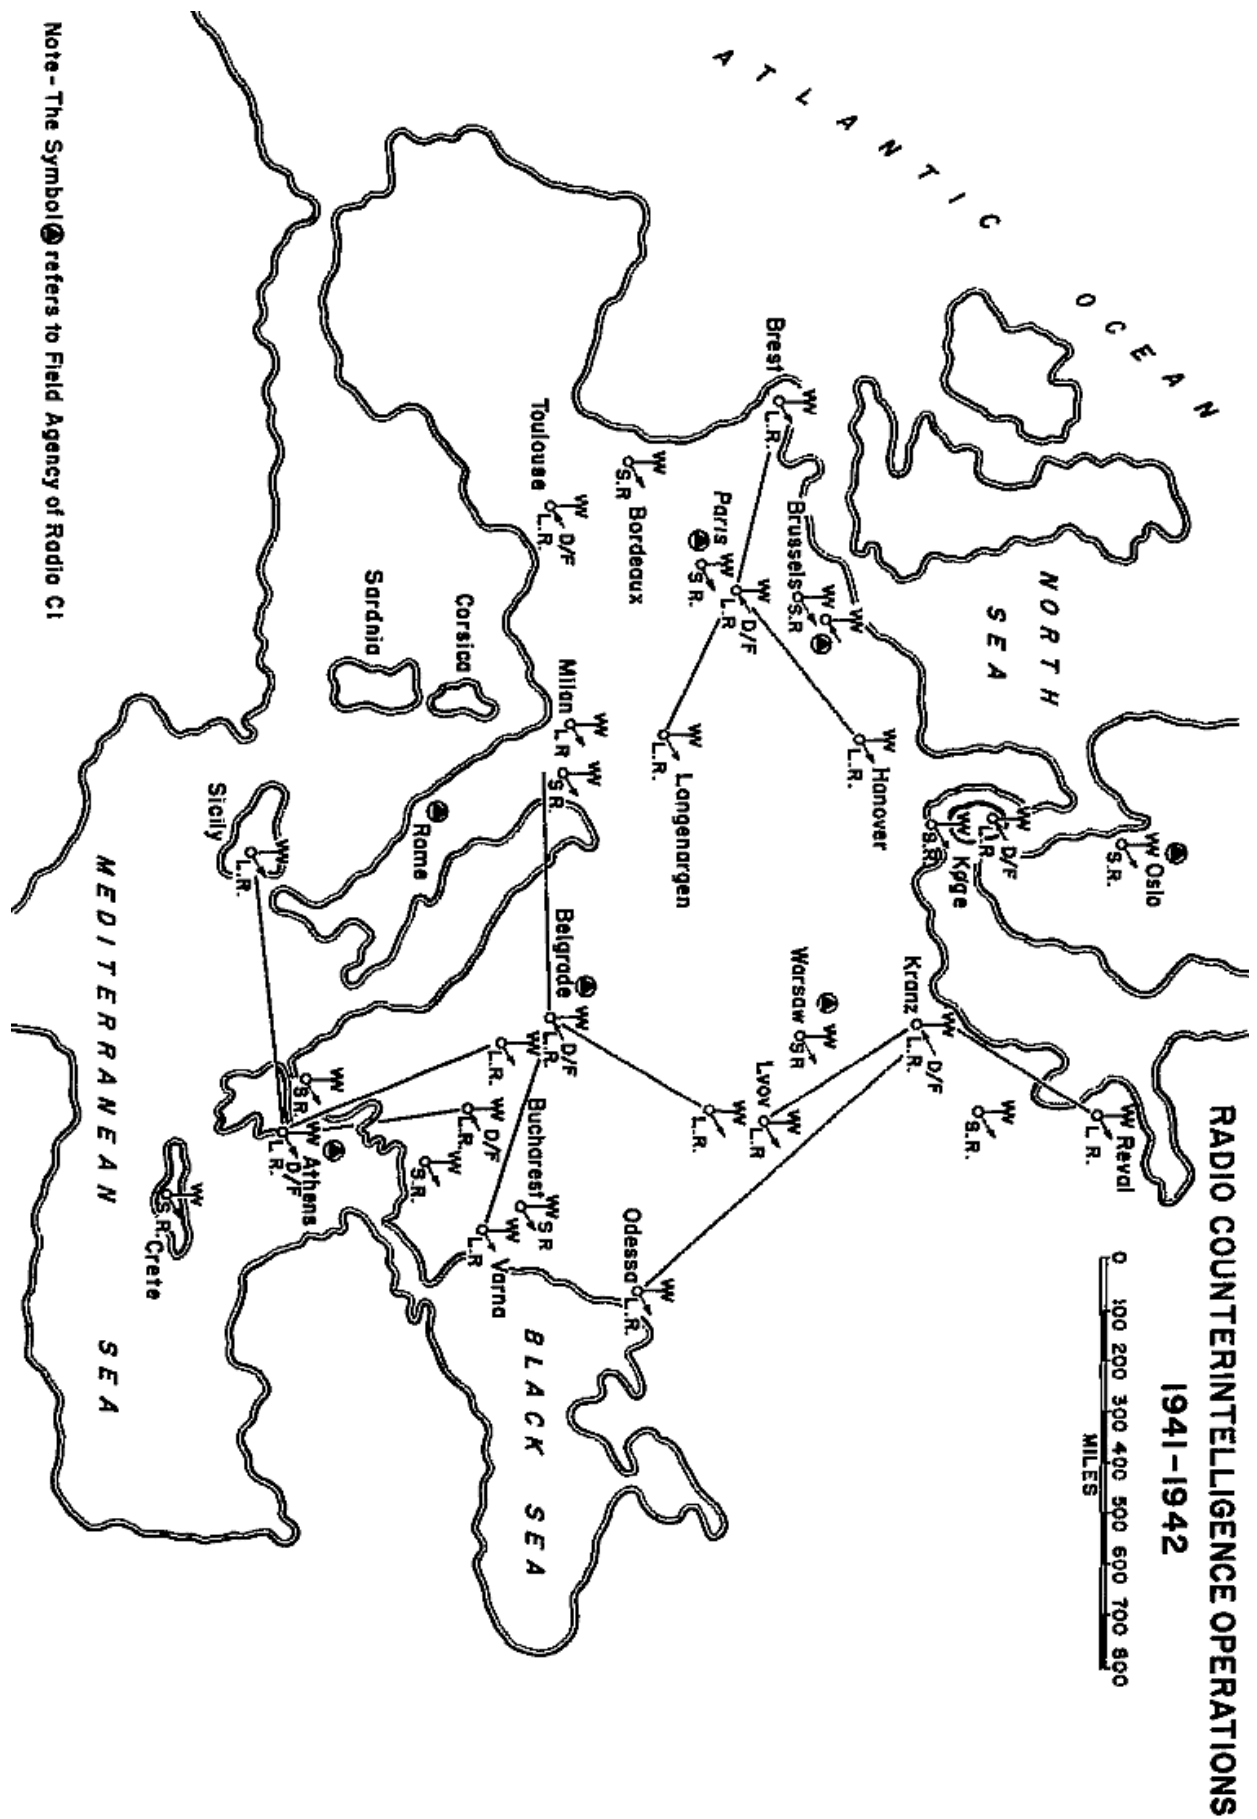 RADIO COUNTERINTELLIGENCE OPERATIONS
1941-1942
0 100 200 300 400 500 600 700 800
MILES
ATLANTIC
OCEAN
NORTH
SEA
Oslo
S.R.
D/F
L.R.
Køge
S.R.
Reval
L.R.
S.R.
Kranz
D/F
L.R.
Hanover
L.R.
Brussels
S.R.
Brest
L.R.
Paris
S.R.
D/F
L.R.
Langenargen
L.R.
Warsaw
S.R
Lvov
L.R
L.R.
Odessa
L.R.
Bordeaux
S.R
Toulouse
D/F
L.R.
Milan
L.R
S.R.
Belgrade
D/F
L.R.
L.R.
Bucharest
S R
Varna
L.R
D/F
L.R.
S.R.
BLACK SEA
Corsica
Sardnia
Rome
Sicily
L.R.
S.R.
Athens
D/F
L.R.
Crete
S.R.
MEDITERRANEAN SEA
Note-The Symbol refers to Field Agency of Radio CI